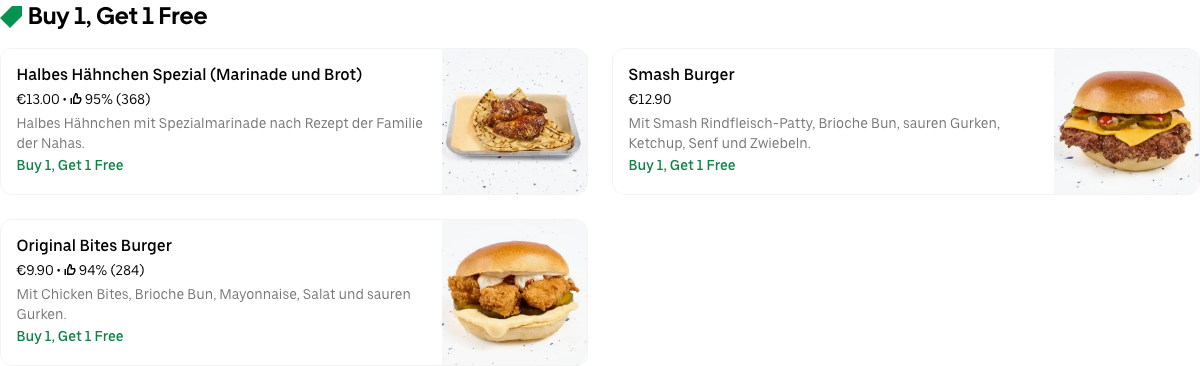 Buy 1, Get 1 Free
Halbes Hähnchen Spezial (Marinade und Brot)
€13.00 • 95% (368)
Halbes Hähnchen mit Spezialmarinade nach Rezept der Familie
der Nahas.
Buy 1, Get 1 Free
Smash Burger
€12.90
Mit Smash Rindfleisch-Patty, Brioche Bun, sauren Gurken,
Ketchup, Senf und Zwiebeln.
Buy 1, Get 1 Free
Original Bites Burger
€9.90 • 94% (284)
Mit Chicken Bites, Brioche Bun, Mayonnaise, Salat und sauren
Gurken.
Buy 1, Get 1 Free